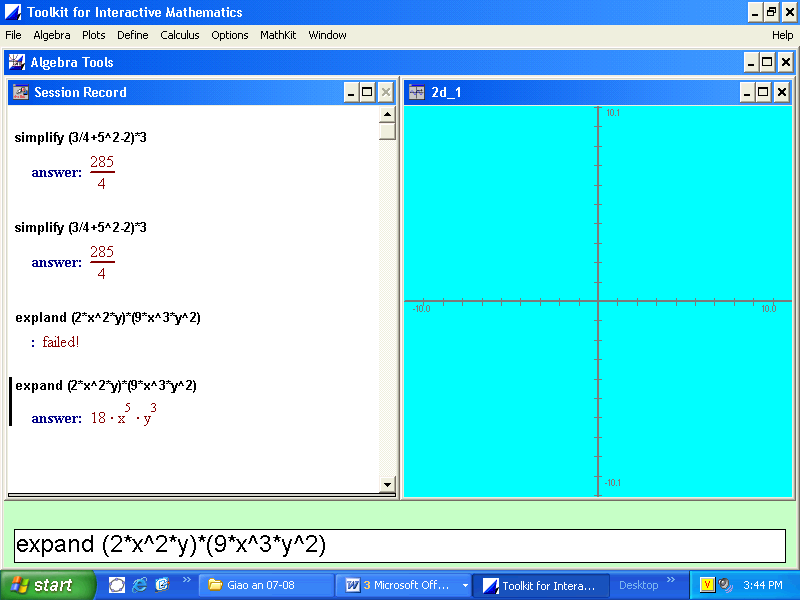 Toolkit for Interactive Mathematics
File Algebra Plots Define Calculus Options MathKit Window Help
Algebra Tools
Session Record
simplify (3/4+5^2-2)*3
answer: 285/4
simplify (3/4+5^2-2)*3
answer: 285/4
expland (2*x^2*y)*(9*x^3*y^2)
: failed!
expand (2*x^2*y)*(9*x^3*y^2)
answer: 18 · x^5 · y^3
2d_1
10.1
-10.0 10.0
-10.1
expand (2*x^2*y)*(9*x^3*y^2)
start Giao an 07-08 3 Microsoft Off... Toolkit for Intera... Desktop » V 3:44 PM